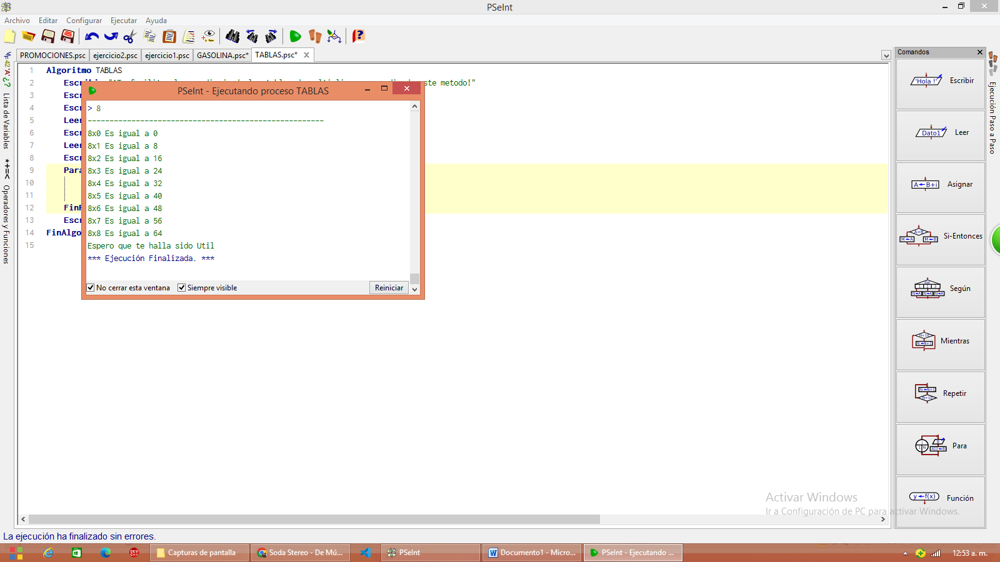 PSeInt
Archivo Editar Configurar Ejecutar Ayuda
PROMOCIONES.psc ejercicio2.psc ejercicio1.psc GASOLINA.psc* TABLAS.psc*
Comandos
1 Algoritmo TABLAS
2 este metodo!"
3 Escr
4 Escr
5 Leer
6 Escr
7 Leer
8 Escr
9 Para
10
11
12 FinP
13 Escr
14 FinAlgo
15
PSeInt - Ejecutando proceso TABLAS
> 8
------------------------------------------------------
8x0 Es igual a 0
8x1 Es igual a 8
8x2 Es igual a 16
8x3 Es igual a 24
8x4 Es igual a 32
8x5 Es igual a 40
8x6 Es igual a 48
8x7 Es igual a 56
8x8 Es igual a 64
Espero que te halla sido Util
*** Ejecución Finalizada. ***
No cerrar esta ventana Siempre visible Reiniciar
Lista de Variables
Operadores y Funciones
Ejecución Paso a Paso
'Hola !' Escribir
Dato1 Leer
A←B+i Asignar
Si-Entonces
Según
Mientras
Repetir
Para
y←f(x) Función
Activar Windows
Ir a Configuración de PC para activar Windows.
La ejecución ha finalizado sin errores.
Capturas de pantalla Soda Stereo - De Mú... PSeInt Documento1 - Micro... PSeInt - Ejecutando ... 12:53 a. m.